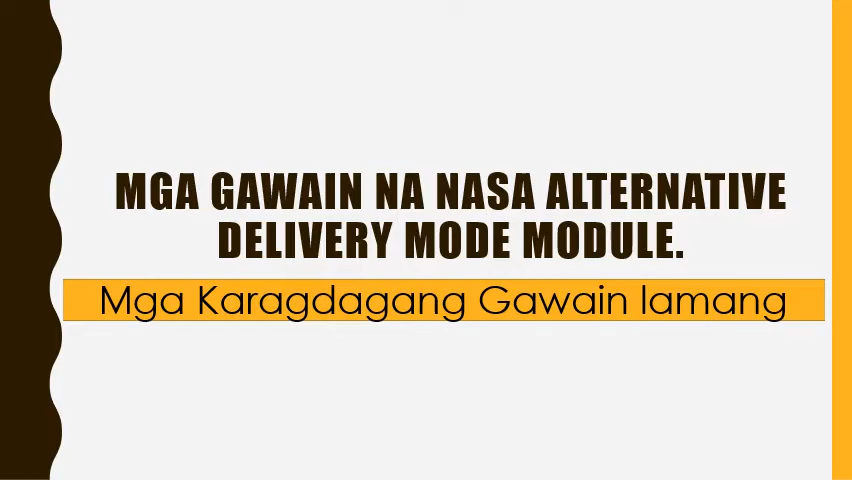 MGA GAWAIN NA NASA ALTERNATIVE
DELIVERY MODE MODULE.
Mga Karagdagang Gawain lamang